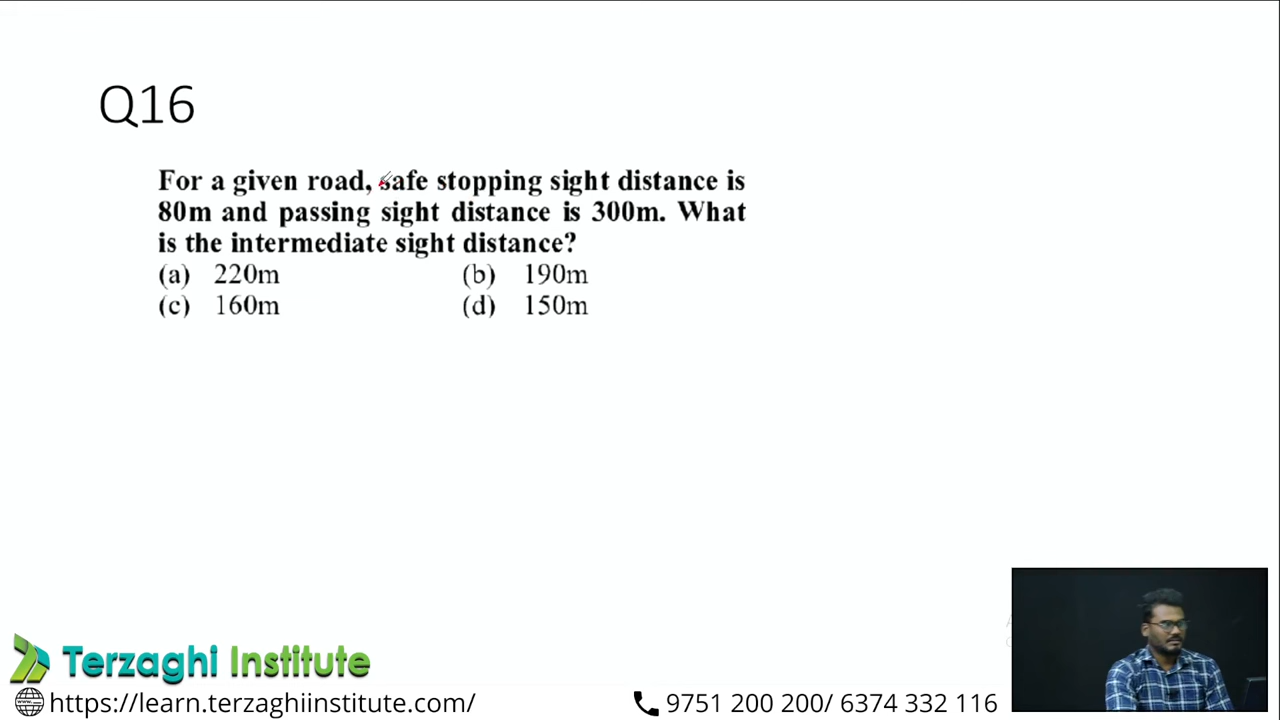 Q16
For a given road, safe stopping sight distance is
80m and passing sight distance is 300m. What
is the intermediate sight distance?
(a) 220m (b) 190m
(c) 160m (d) 150m
Terzaghi Institute
https://learn.terzaghiinstitute.com/ 9751 200 200/ 6374 332 116